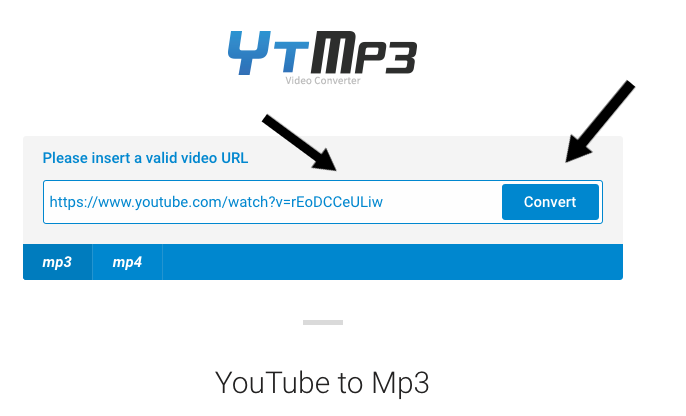 YTMP3
Video Converter
Please insert a valid video URL
https://www.youtube.com/watch?v=rEoDCCeULiw
Convert
mp3
mp4
YouTube to Mp3